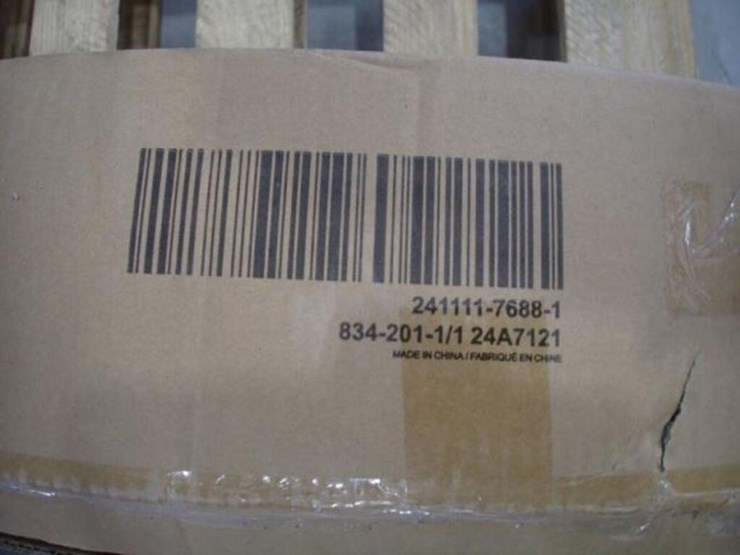 241111-7688-1
834-201-1/1 24A7121
MADE IN CHINA / FABRIQUÉ EN CHINE